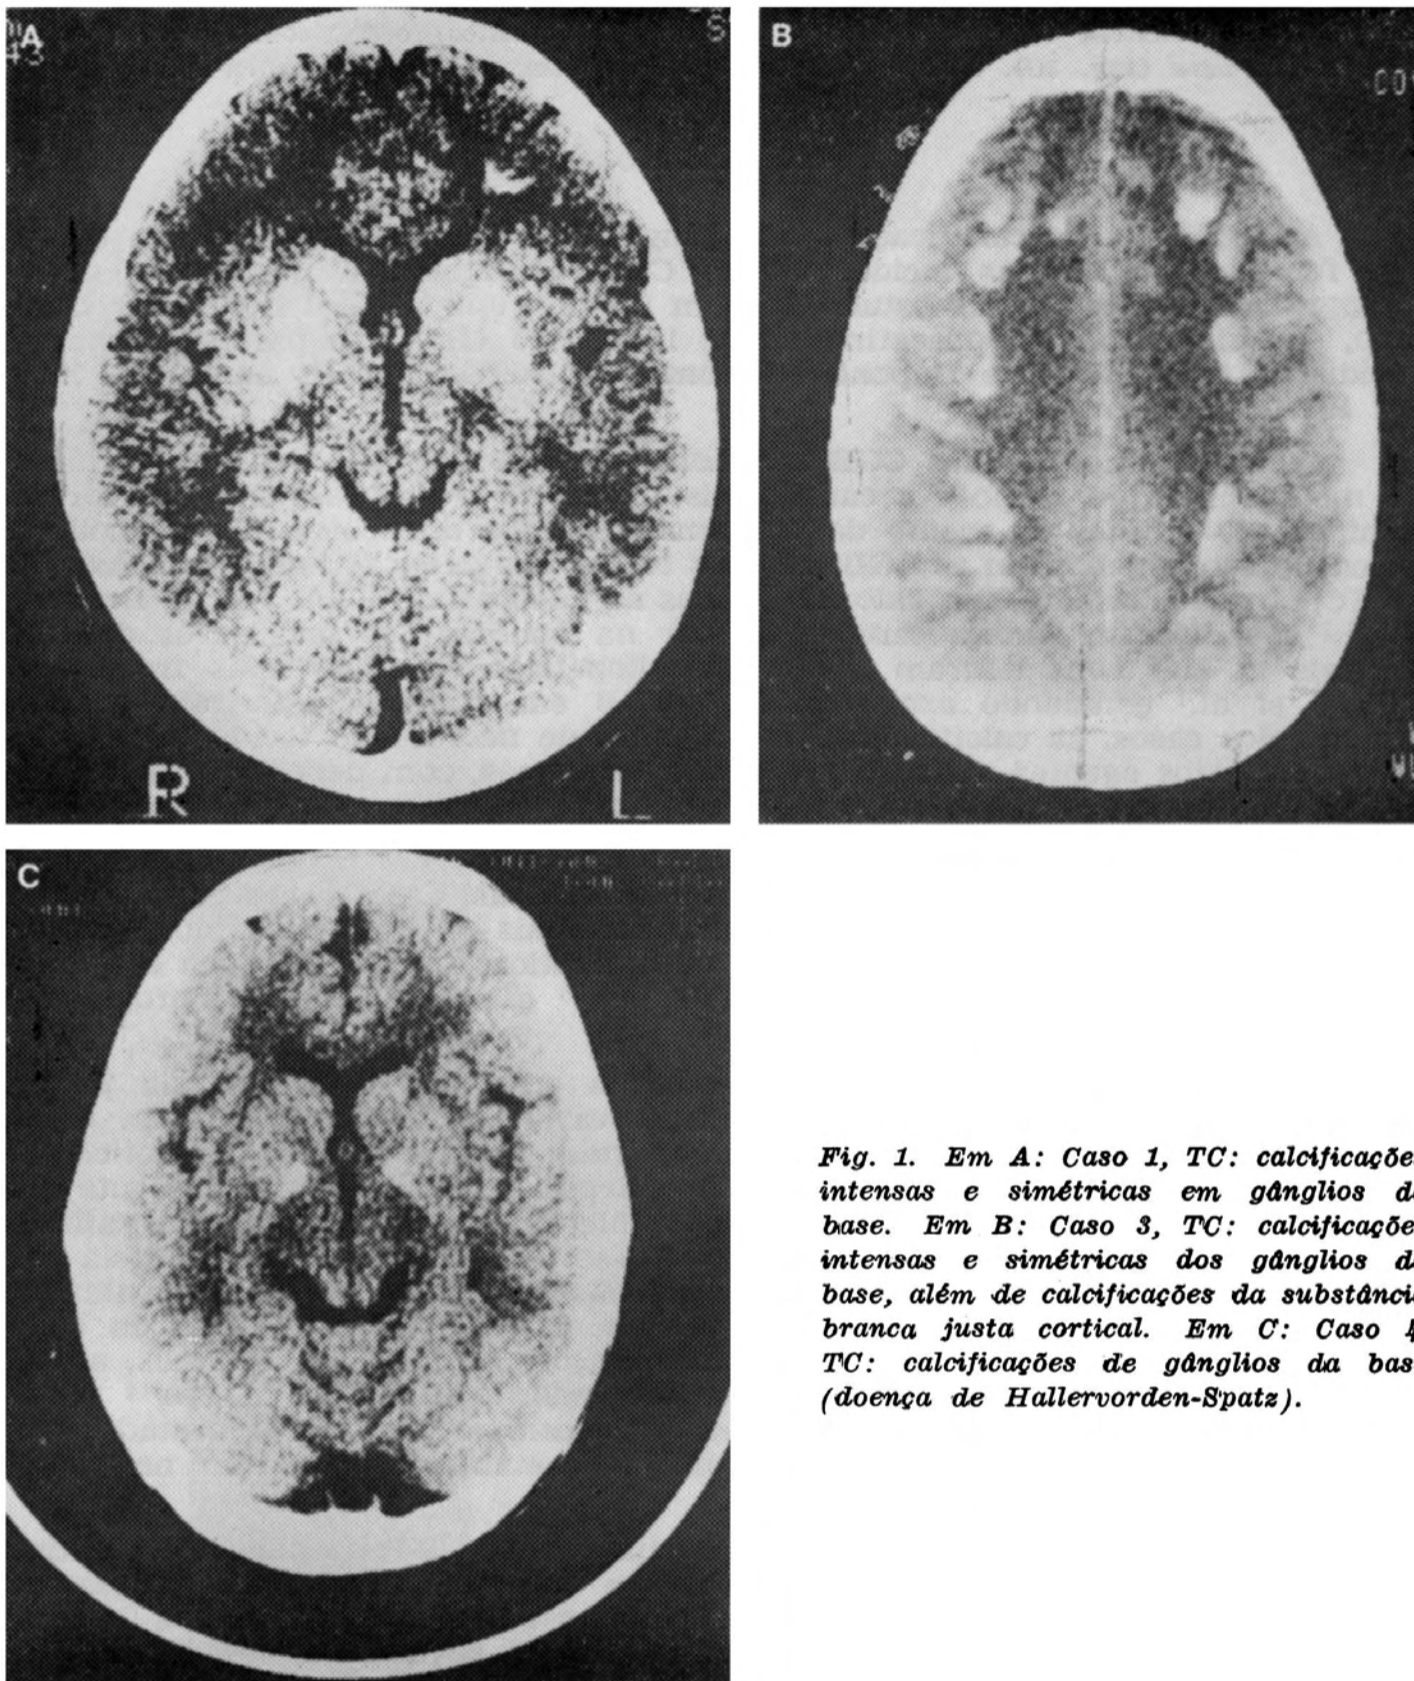 A
43
B
R L
C
Fig. 1. Em A: Caso 1, TC: calcificaçõe
intensas e simétricas em gânglios d
base. Em B: Caso 3, TC: calcificaçõe
intensas e simétricas dos gânglios d
base, além de calcificações da substânci
branca justa cortical. Em C: Caso 4
TC: calcificações de gânglios da bas
(doença de Hallervorden-Spatz).